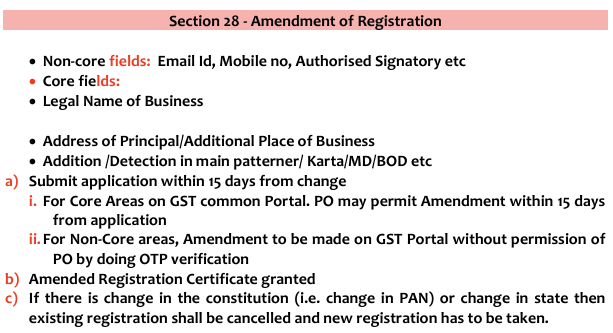 Section 28 - Amendment of Registration
• Non-core fields: Email Id, Mobile no, Authorised Signatory etc
• Core fields:
• Legal Name of Business
• Address of Principal/Additional Place of Business
• Addition /Detection in main patterner/ Karta/MD/BOD etc
a) Submit application within 15 days from change
i. For Core Areas on GST common Portal. PO may permit Amendment within 15 days
from application
ii. For Non-Core areas, Amendment to be made on GST Portal without permission of
PO by doing OTP verification
b) Amended Registration Certificate granted
c) If there is change in the constitution (i.e. change in PAN) or change in state then
existing registration shall be cancelled and new registration has to be taken.